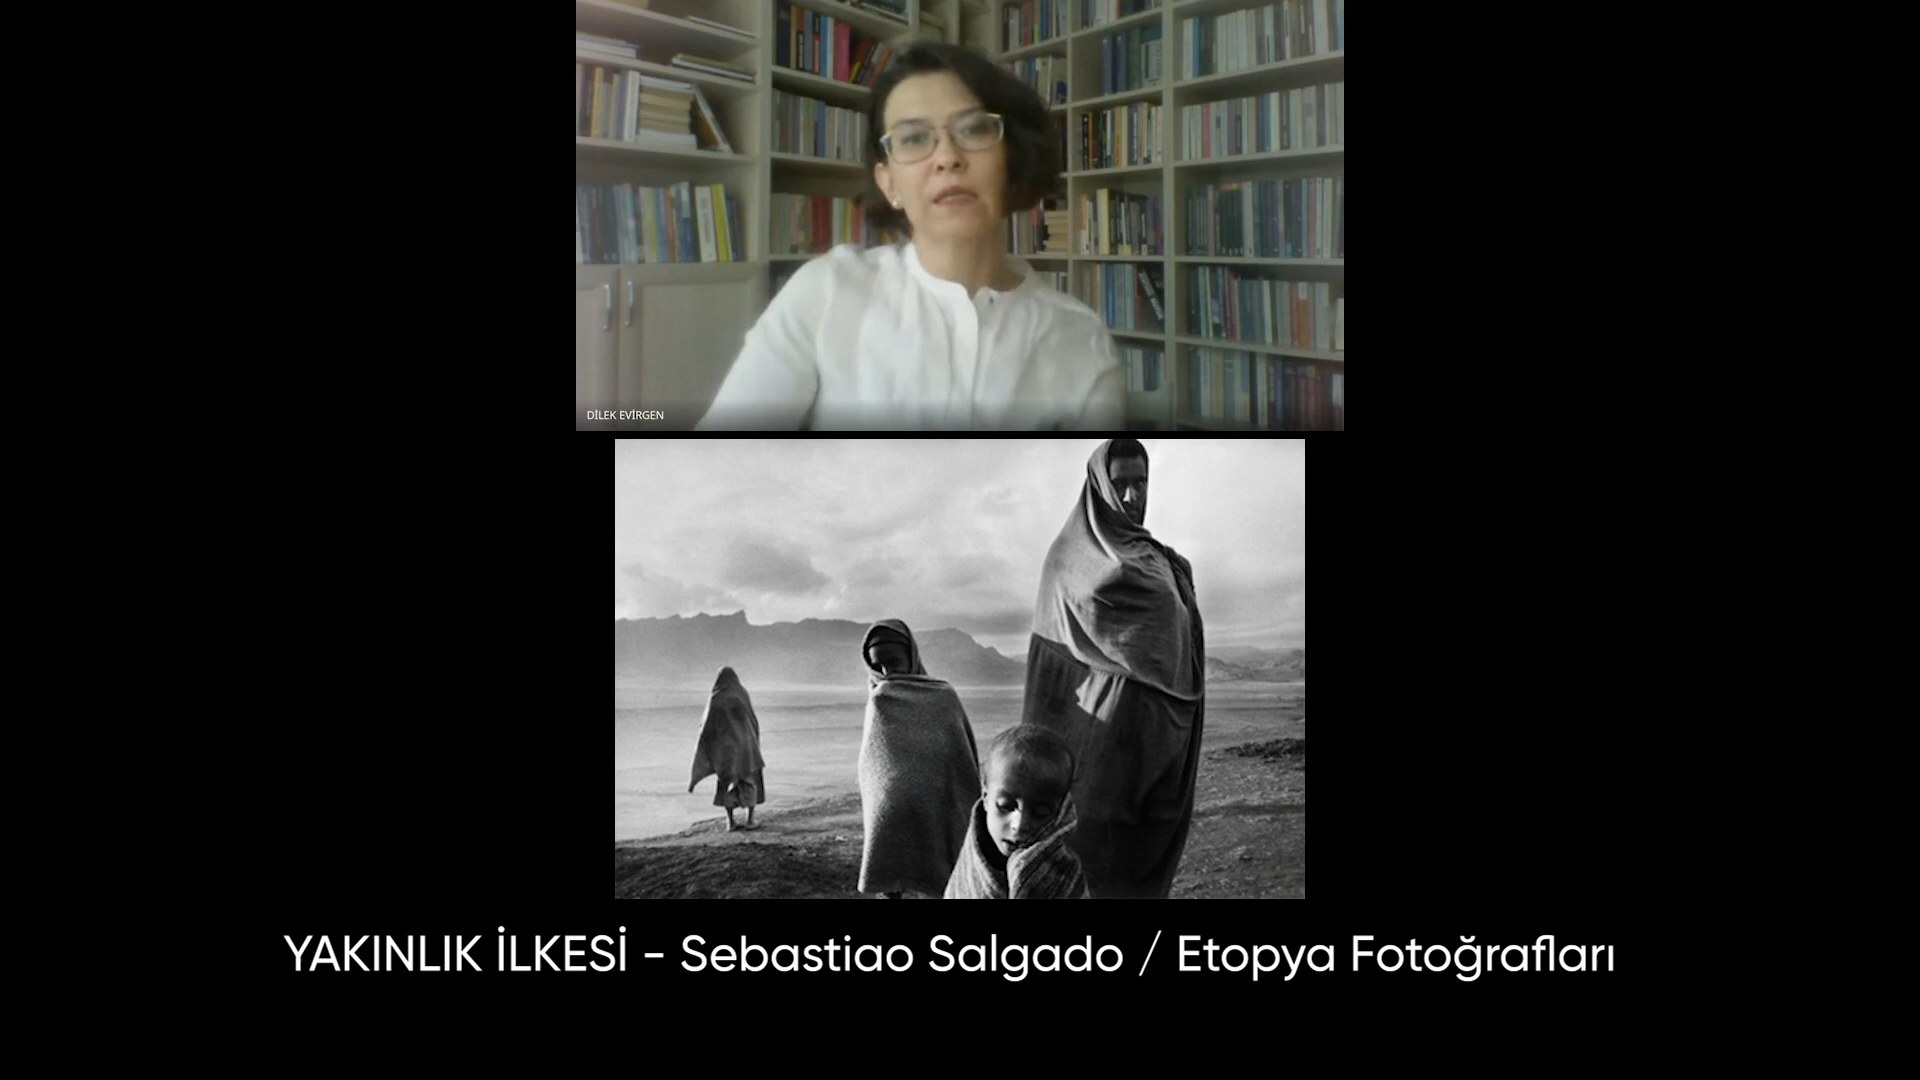 DİLEK EVİRGEN
YAKINLIK İLKESİ - Sebastiao Salgado / Etopya Fotoğrafları